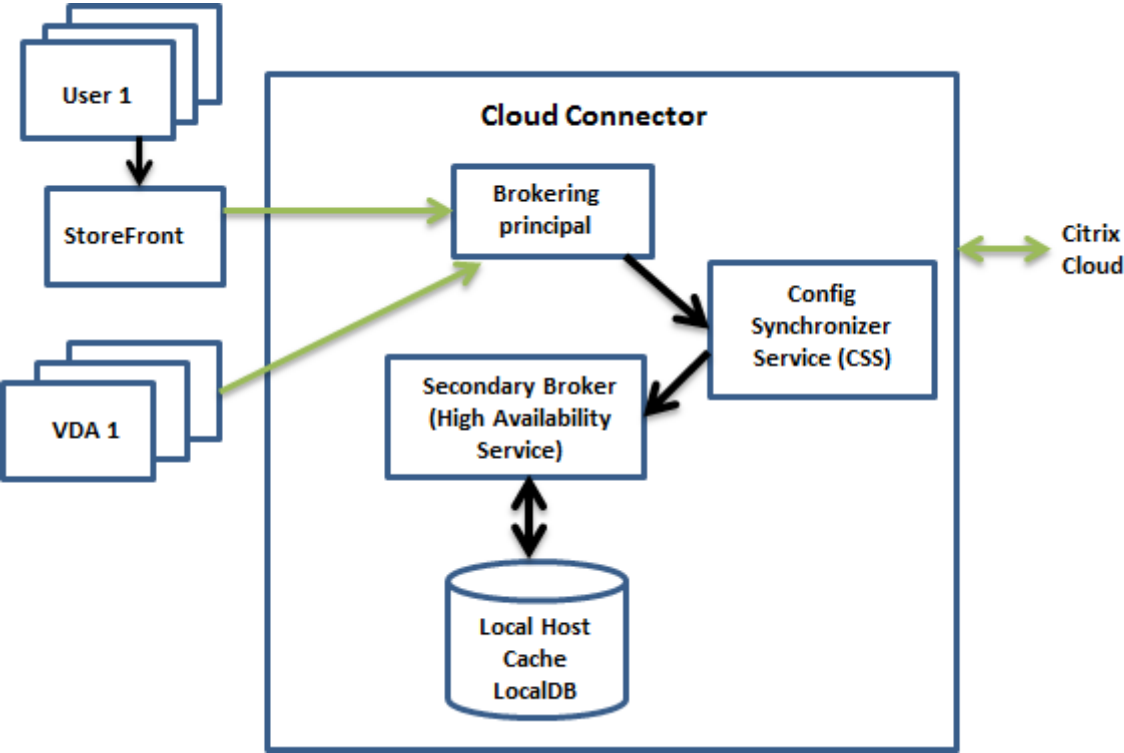 User 1
Cloud Connector
StoreFront
Brokering
principal
Citrix
Cloud
Config
Synchronizer
Service (CSS)
Secondary Broker
(High Availability
Service)
VDA 1
Local Host
Cache
LocalDB